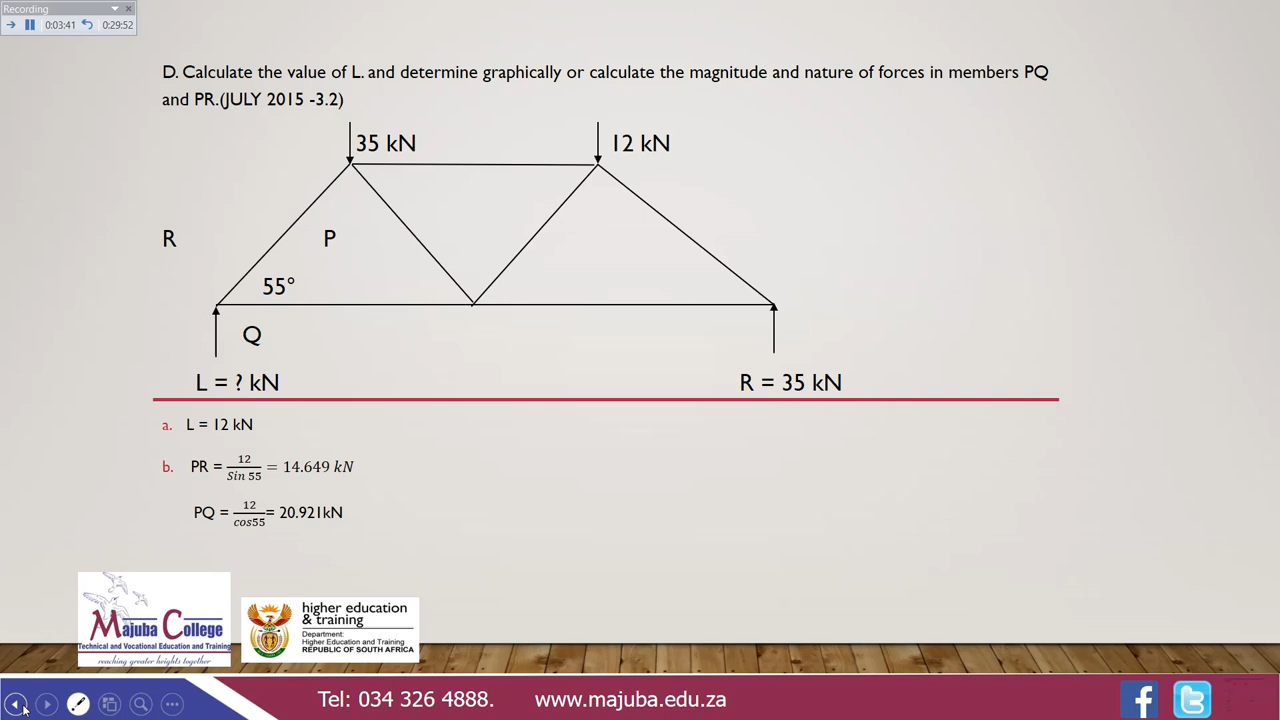 Recording
0:03:41
0:29:52
D. Calculate the value of L. and determine graphically or calculate the magnitude and nature of forces in members PQ
and PR.(JULY 2015 -3.2)
35 kN
12 kN
R
P
55°
Q
L = ? kN
R = 35 kN
a. L = 12 kN
b. PR = 12/Sin 55 = 14.649 kN
PQ = 12/cos55 = 20.921kN
Majuba College
Technical and Vocational Education and Training
reaching greater heights together
higher education
& training
Department:
Higher Education and Training
REPUBLIC OF SOUTH AFRICA
Tel: 034 326 4888. www.majuba.edu.za